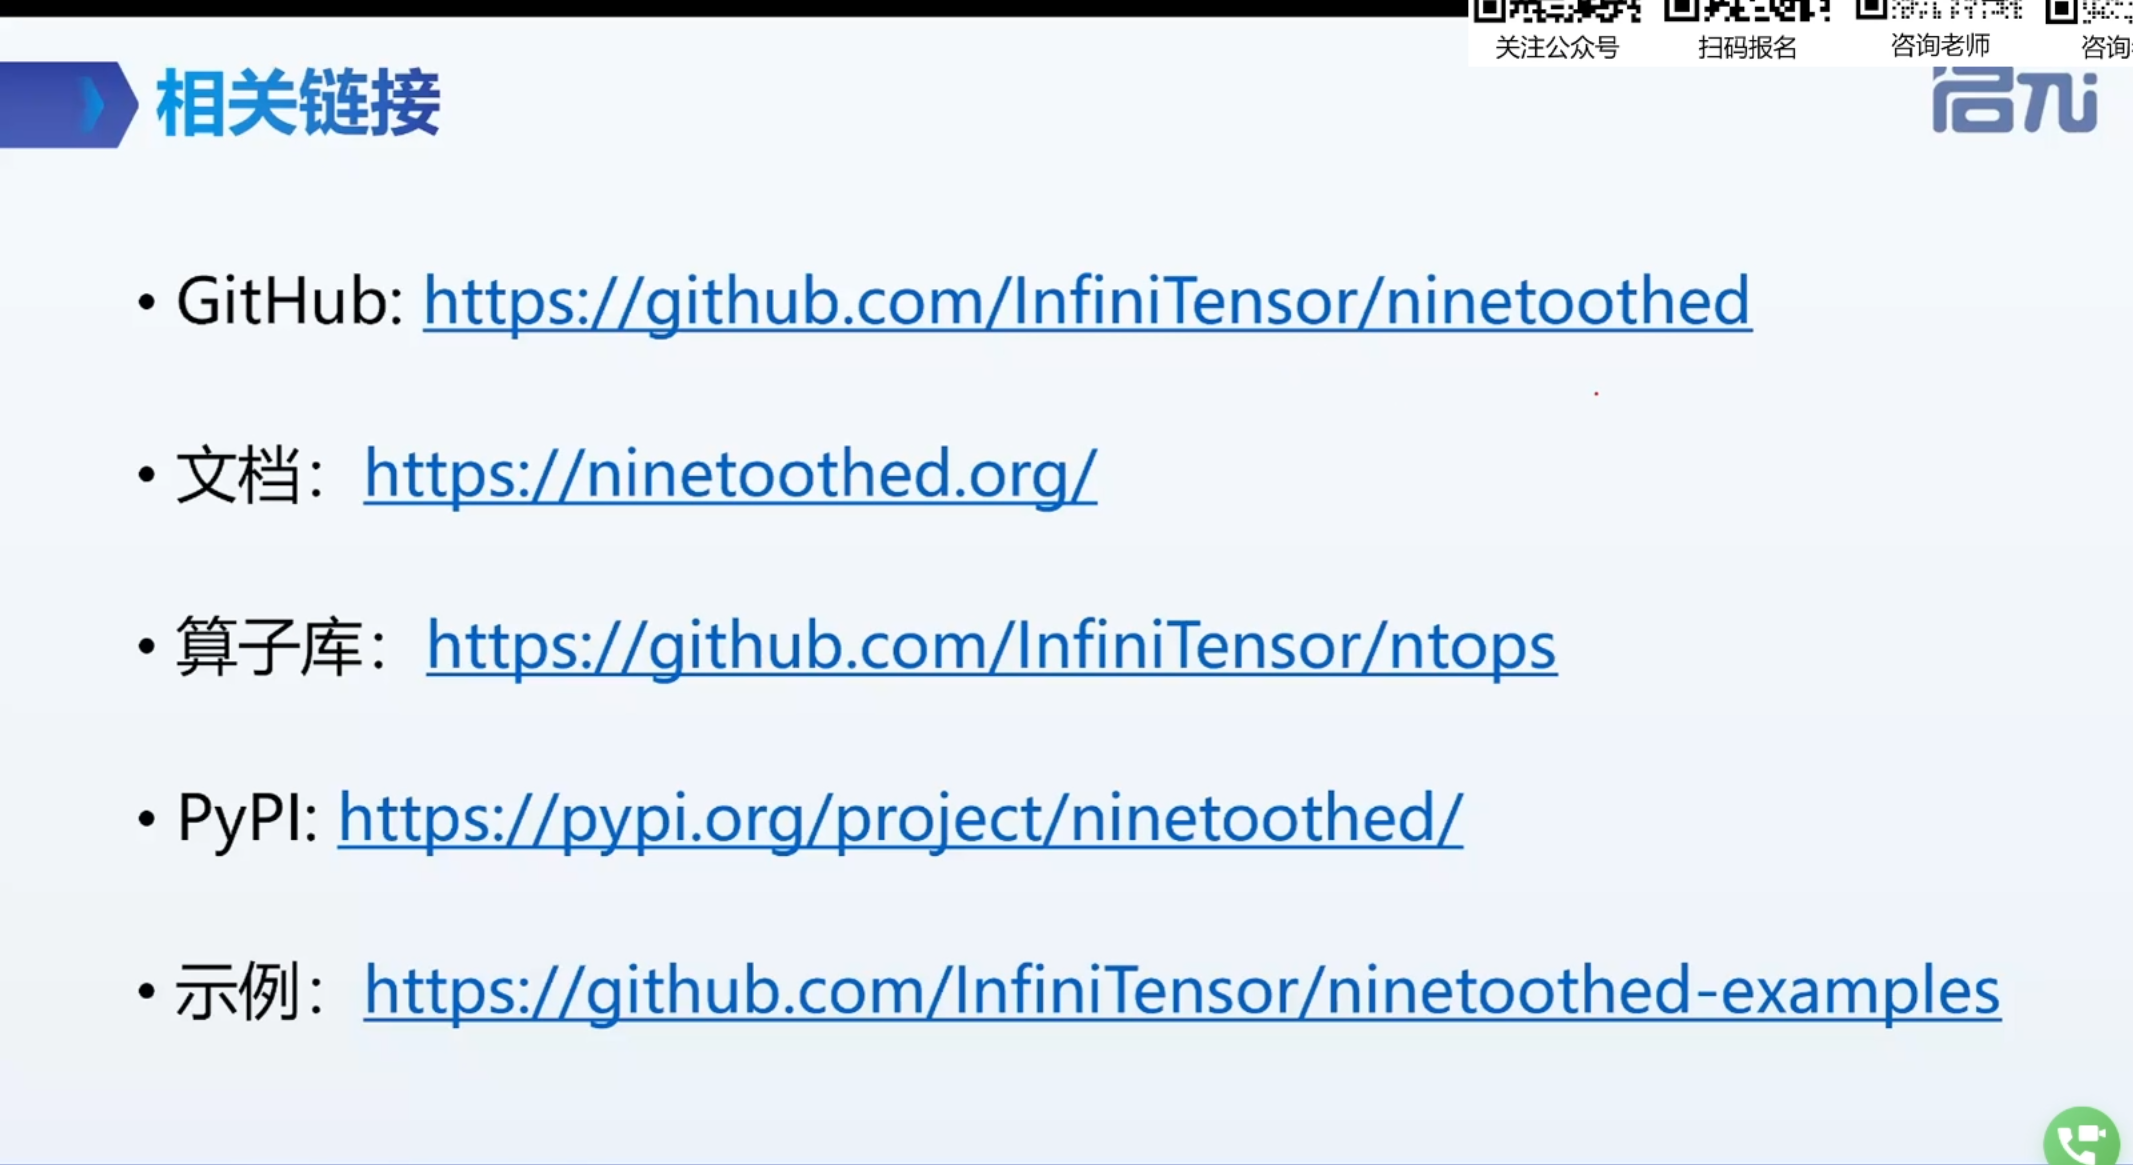 关注公众号 扫码报名 咨询老师 咨询
相关链接
启元
• GitHub: https://github.com/InfiniTensor/ninetoothed
• 文档： https://ninetoothed.org/
• 算子库： https://github.com/InfiniTensor/ntops
• PyPI: https://pypi.org/project/ninetoothed/
• 示例： https://github.com/InfiniTensor/ninetoothed-examples